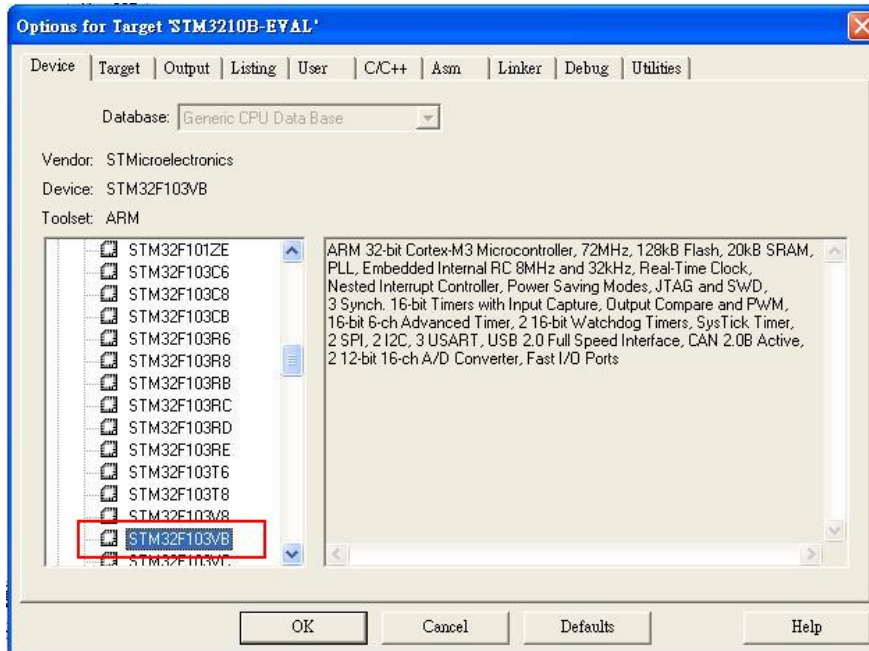 Options for Target 'STM3210B-EVAL'
Device Target Output Listing User C/C++ Asm Linker Debug Utilities
Database: Generic CPU Data Base
Vendor: STMicroelectronics
Device: STM32F103VB
Toolset: ARM
STM32F101ZE
STM32F103C6
STM32F103C8
STM32F103CB
STM32F103R6
STM32F103R8
STM32F103RB
STM32F103RC
STM32F103RD
STM32F103RE
STM32F103T6
STM32F103T8
STM32F103V8
STM32F103VB
ARM 32-bit Cortex-M3 Microcontroller, 72MHz, 128kB Flash, 20kB SRAM,
PLL, Embedded Internal RC 8MHz and 32kHz, Real-Time Clock,
Nested Interrupt Controller, Power Saving Modes, JTAG and SWD,
3 Synch. 16-bit Timers with Input Capture, Output Compare and PWM,
16-bit 6-ch Advanced Timer, 2 16-bit Watchdog Timers, SysTick Timer,
2 SPI, 2 I2C, 3 USART, USB 2.0 Full Speed Interface, CAN 2.0B Active,
2 12-bit 16-ch A/D Converter, Fast I/O Ports
OK Cancel Defaults Help